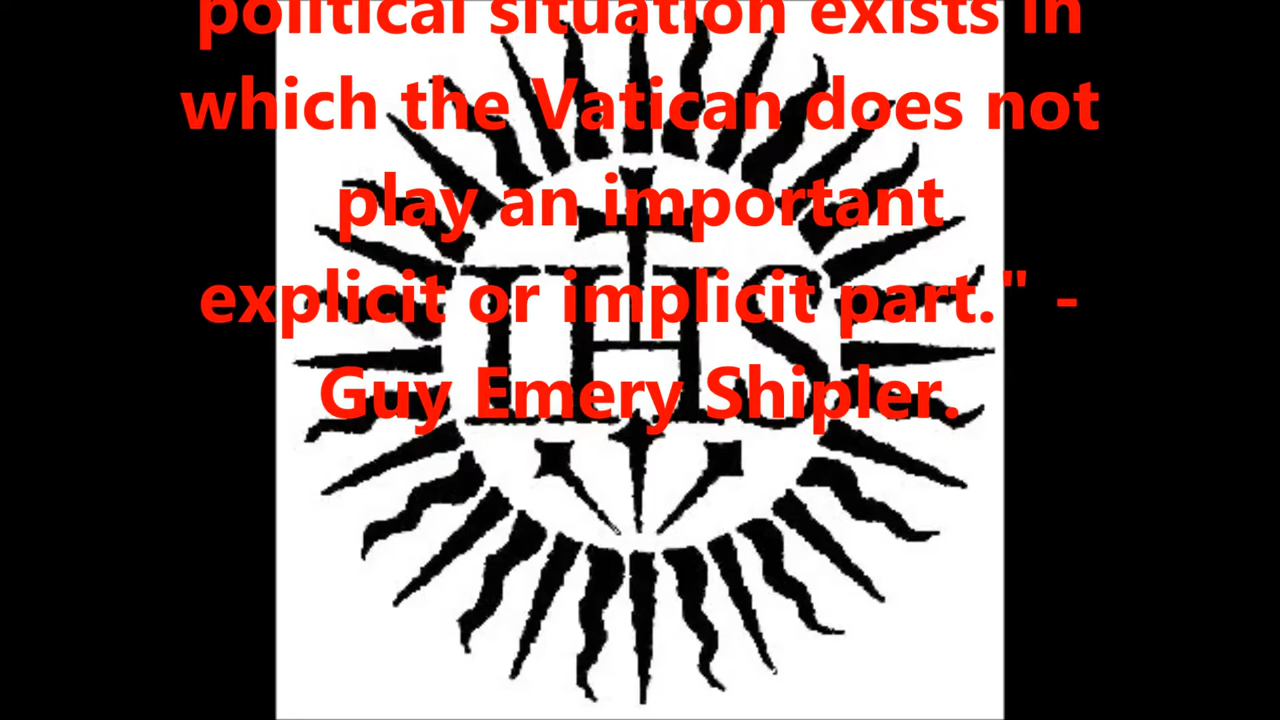 political situation exists in
which the Vatican does not
play an important
explicit or implicit part." -
Guy Emery Shipler.
IHS